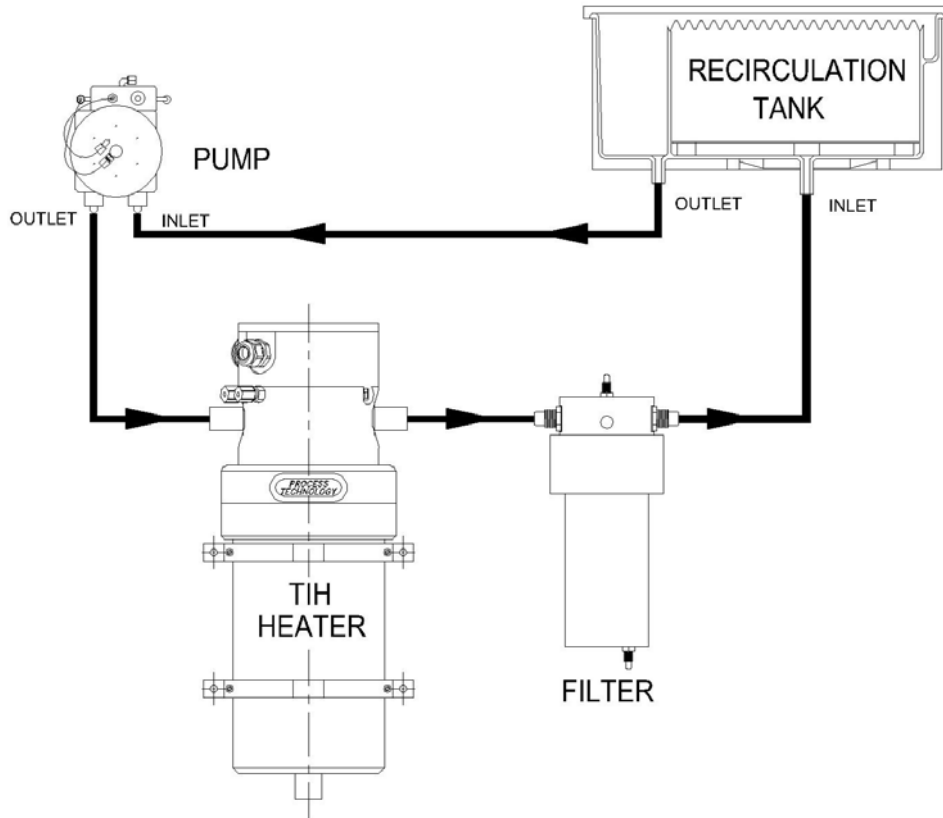 RECIRCULATION
TANK
PUMP
OUTLET
INLET
OUTLET
INLET
PROCESS
TECHNOLOGY
TIH
HEATER
FILTER